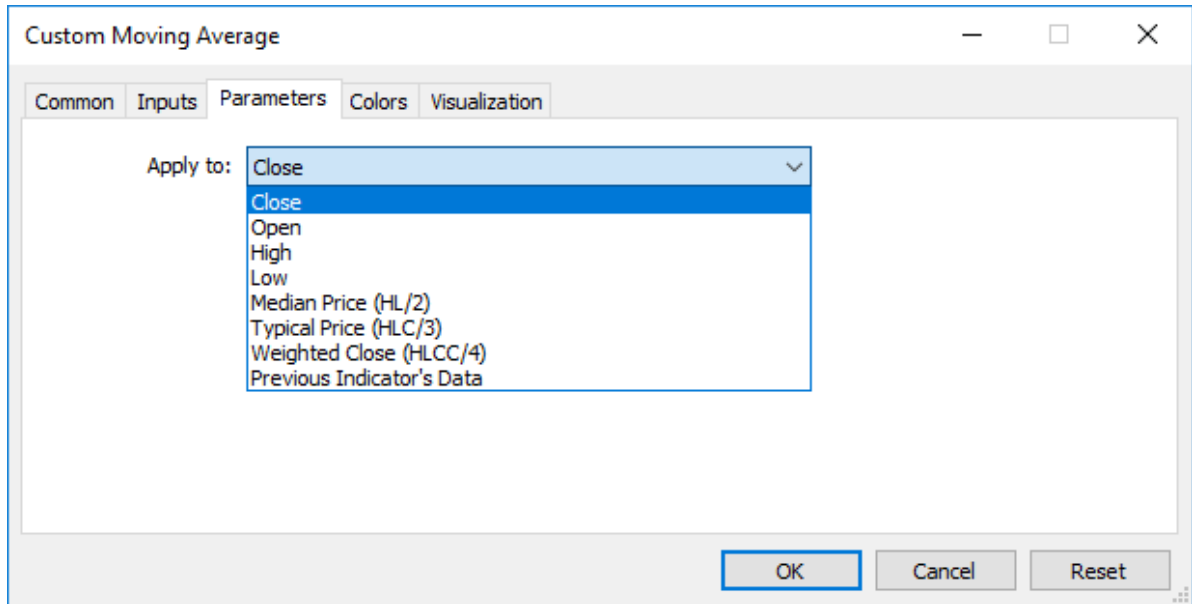 Custom Moving Average
Common Inputs Parameters Colors Visualization
Apply to: Close
Close
Open
High
Low
Median Price (HL/2)
Typical Price (HLC/3)
Weighted Close (HLCC/4)
Previous Indicator's Data
OK Cancel Reset